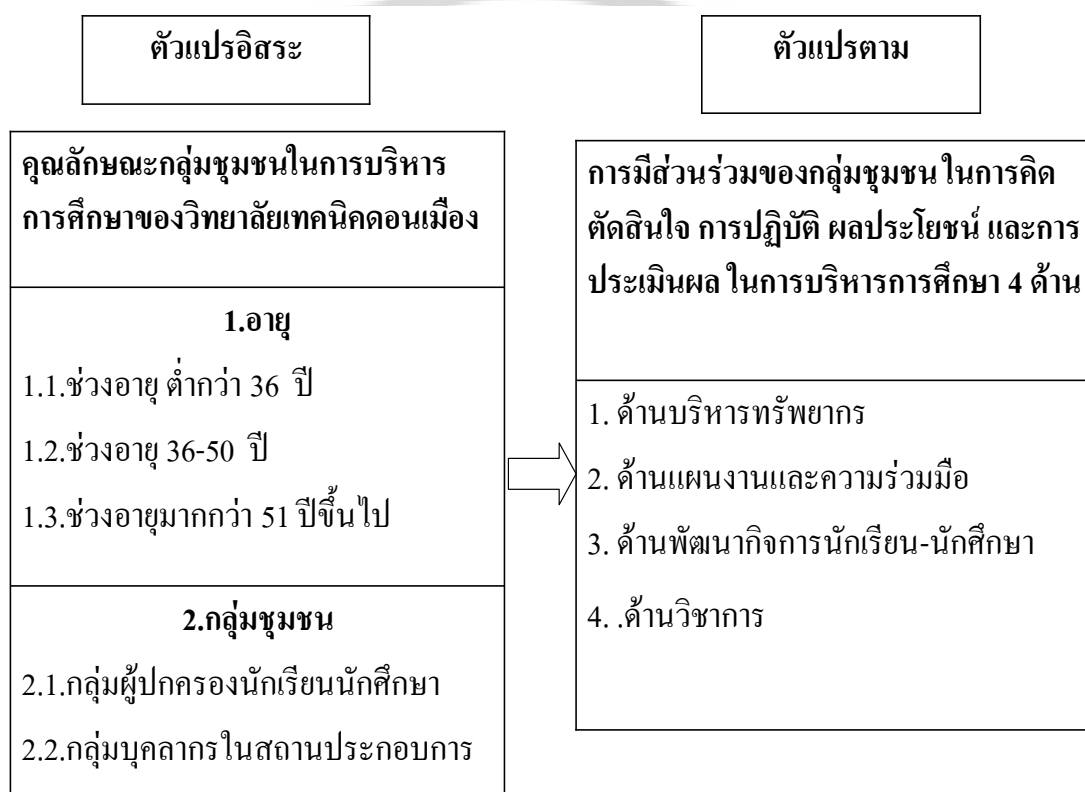 ตัวแปรอิสระ
คุณลักษณะกลุ่มชุมชนในการบริหาร
การศึกษาของวิทยาลัยเทคนิคดอนเมือง
1.อายุ
1.1.ช่วงอายุ ต่ำกว่า 36 ปี
1.2.ช่วงอายุ 36-50 ปี
1.3.ช่วงอายุมากกว่า 51 ปีขึ้นไป
2.กลุ่มชุมชน
2.1.กลุ่มผู้ปกครองนักเรียนนักศึกษา
2.2.กลุ่มบุคลากรในสถานประกอบการ
ตัวแปรตาม
การมีส่วนร่วมของกลุ่มชุมชนในการคิด
ตัดสินใจ การปฏิบัติ ผลประโยชน์ และการ
ประเมินผล ในการบริหารการศึกษา 4 ด้าน
1. ด้านบริหารทรัพยากร
2. ด้านแผนงานและความร่วมมือ
3. ด้านพัฒนากิจการนักเรียน-นักศึกษา
4. .ด้านวิชาการ